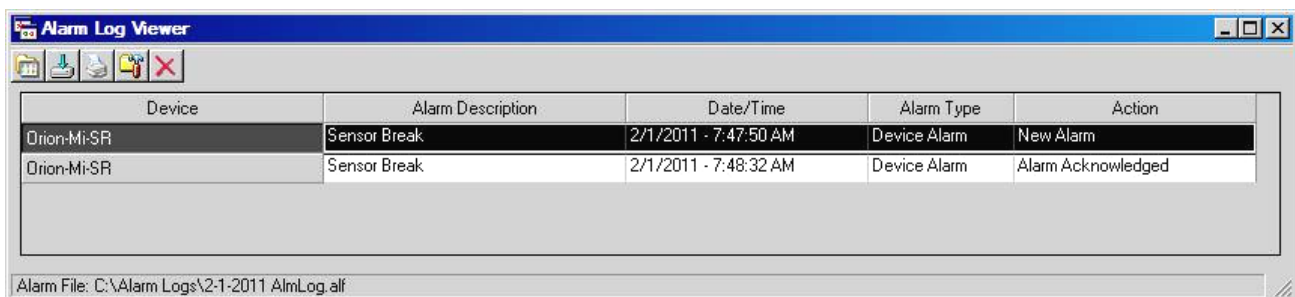 Alarm Log Viewer
Device Alarm Description Date/Time Alarm Type Action
Orion-Mi-SR Sensor Break 2/1/2011 - 7:47:50 AM Device Alarm New Alarm
Orion-Mi-SR Sensor Break 2/1/2011 - 7:48:32 AM Device Alarm Alarm Acknowledged
Alarm File: C:\Alarm Logs\2-1-2011 AlmLog.alf